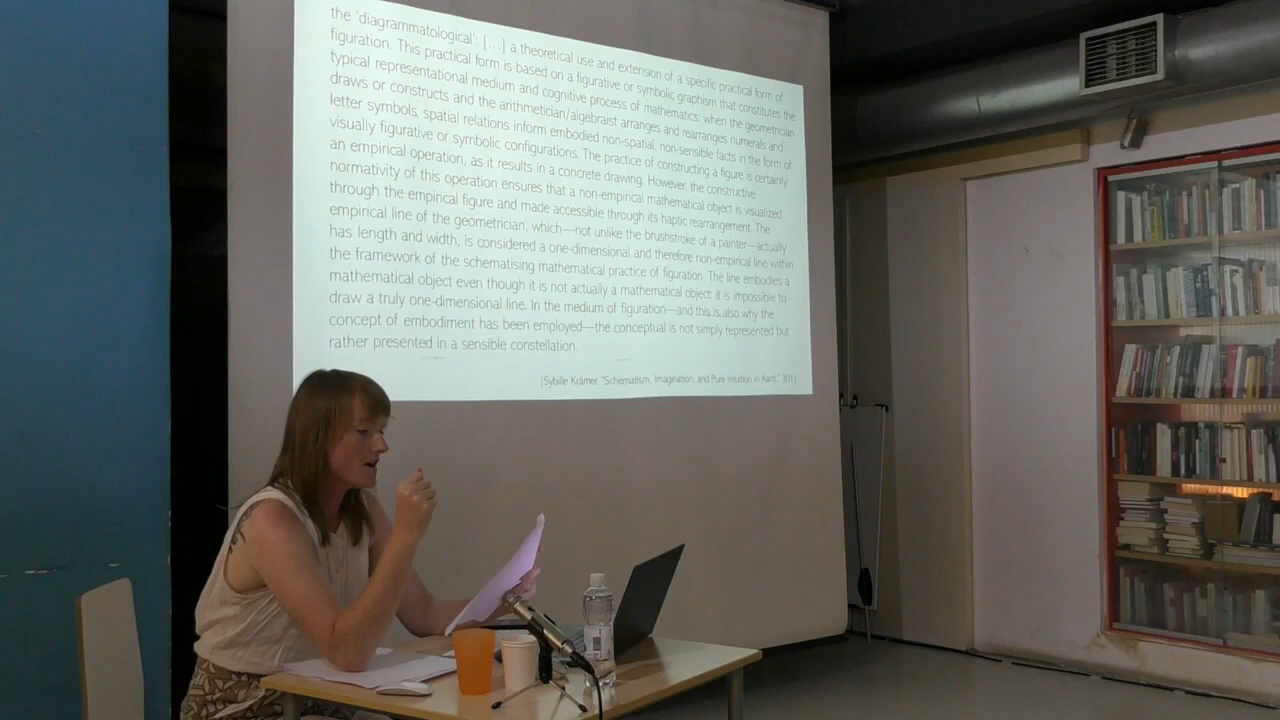 the 'diagrammatological': [...] a theoretical use and extension of a specific practical form of
figuration. This practical form is based on a figurative or symbolic graphism that constitutes the
typical representational medium and cognitive process of mathematics: when the geometrician
draws or constructs and the arithmetician/algebraist arranges and rearranges numerals and
letter symbols, spatial relations inform embodied non-spatial, non-sensible facts in the form of
visually figurative or symbolic configurations. The practice of constructing a figure is certainly
an empirical operation, as it results in a concrete drawing. However, the constructive
normativity of this operation ensures that a non-empirical mathematical object is visualized
through the empirical figure and made accessible through its haptic rearrangement. The
empirical line of the geometrician, which—not unlike the brushstroke of a painter—actually
has length and width, is considered a one-dimensional and therefore non-empirical line within
the framework of the schematising mathematical practice of figuration. The line embodies a
mathematical object even though it is not actually a mathematical object: it is impossible to
draw a truly one-dimensional line. In the medium of figuration—and this is also why the
concept of embodiment has been employed—the conceptual is not simply represented but
rather presented in a sensible constellation.
[Sybille Krämer, "Schematism, Imagination, and Pure Intuition in Kant," 301]